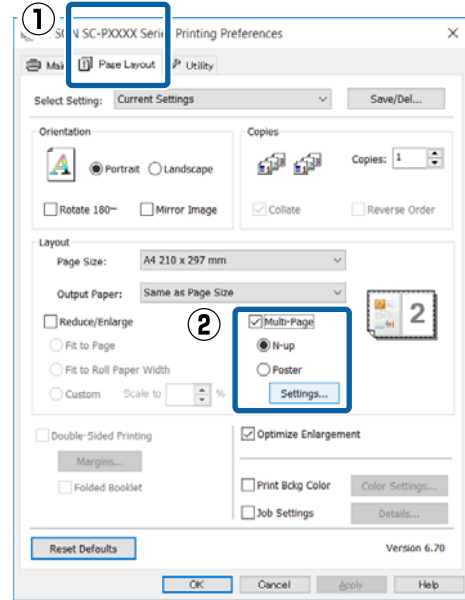 ①
SON SC-PXXXX Series Printing Preferences
Mai Page Layout Utility
Select Setting: Current Settings Save/Del...
Orientation
A
Portrait Landscape
Rotate 180° Mirror Image
Copies
Copies: 1
Collate Reverse Order
Layout
Page Size: A4 210 x 297 mm
Output Paper: Same as Page Size
Reduce/Enlarge
Fit to Page
Fit to Roll Paper Width
Custom Scale to %
②
Multi-Page
N-up
Poster
Settings...
2
Double-Sided Printing
Margins...
Folded Booklet
Optimize Enlargement
Print Bckg Color Color Settings...
Job Settings Details...
Reset Defaults Version 6.70
OK Cancel Apply Help